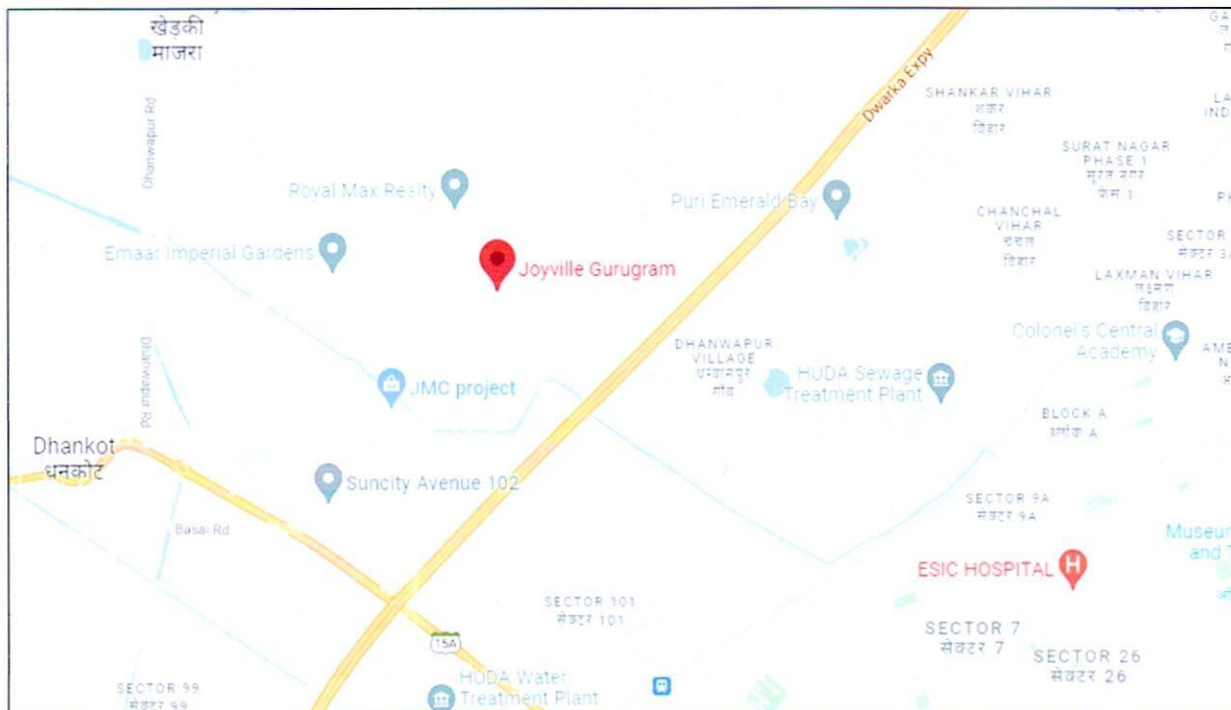 खेड़की
माजरा
Dhanwapur Rd
Dwarka Expy
SHANKAR VIHAR
शंकर
विहार
SURAT NAGAR
PHASE 1
सूरत नगर
फेस 1
Royal Max Realty
Puri Emerald Bay
CHANCHAL
VIHAR
चंचल
विहार
Emaar Imperial Gardens
Joyville Gurugram
SECTOR
LAXMAN VIHAR
लक्ष्मण
विहार
Colonel's Central
Academy
DHANWAPUR
VILLAGE
धनवापुर
गाँव
Dhanwapur Rd
HUDA Sewage
Treatment Plant
JMC project
BLOCK A
ब्लॉक A
Dhankot
धनकोट
Suncity Avenue 102
SECTOR 9A
सेक्टर 9A
Basai Rd
ESIC HOSPITAL
H
SECTOR 101
सेक्टर 101
SECTOR 7
सेक्टर 7
SECTOR 26
सेक्टर 26
15A
HUDA Water
Treatment Plant
SECTOR 99
सेक्टर 99